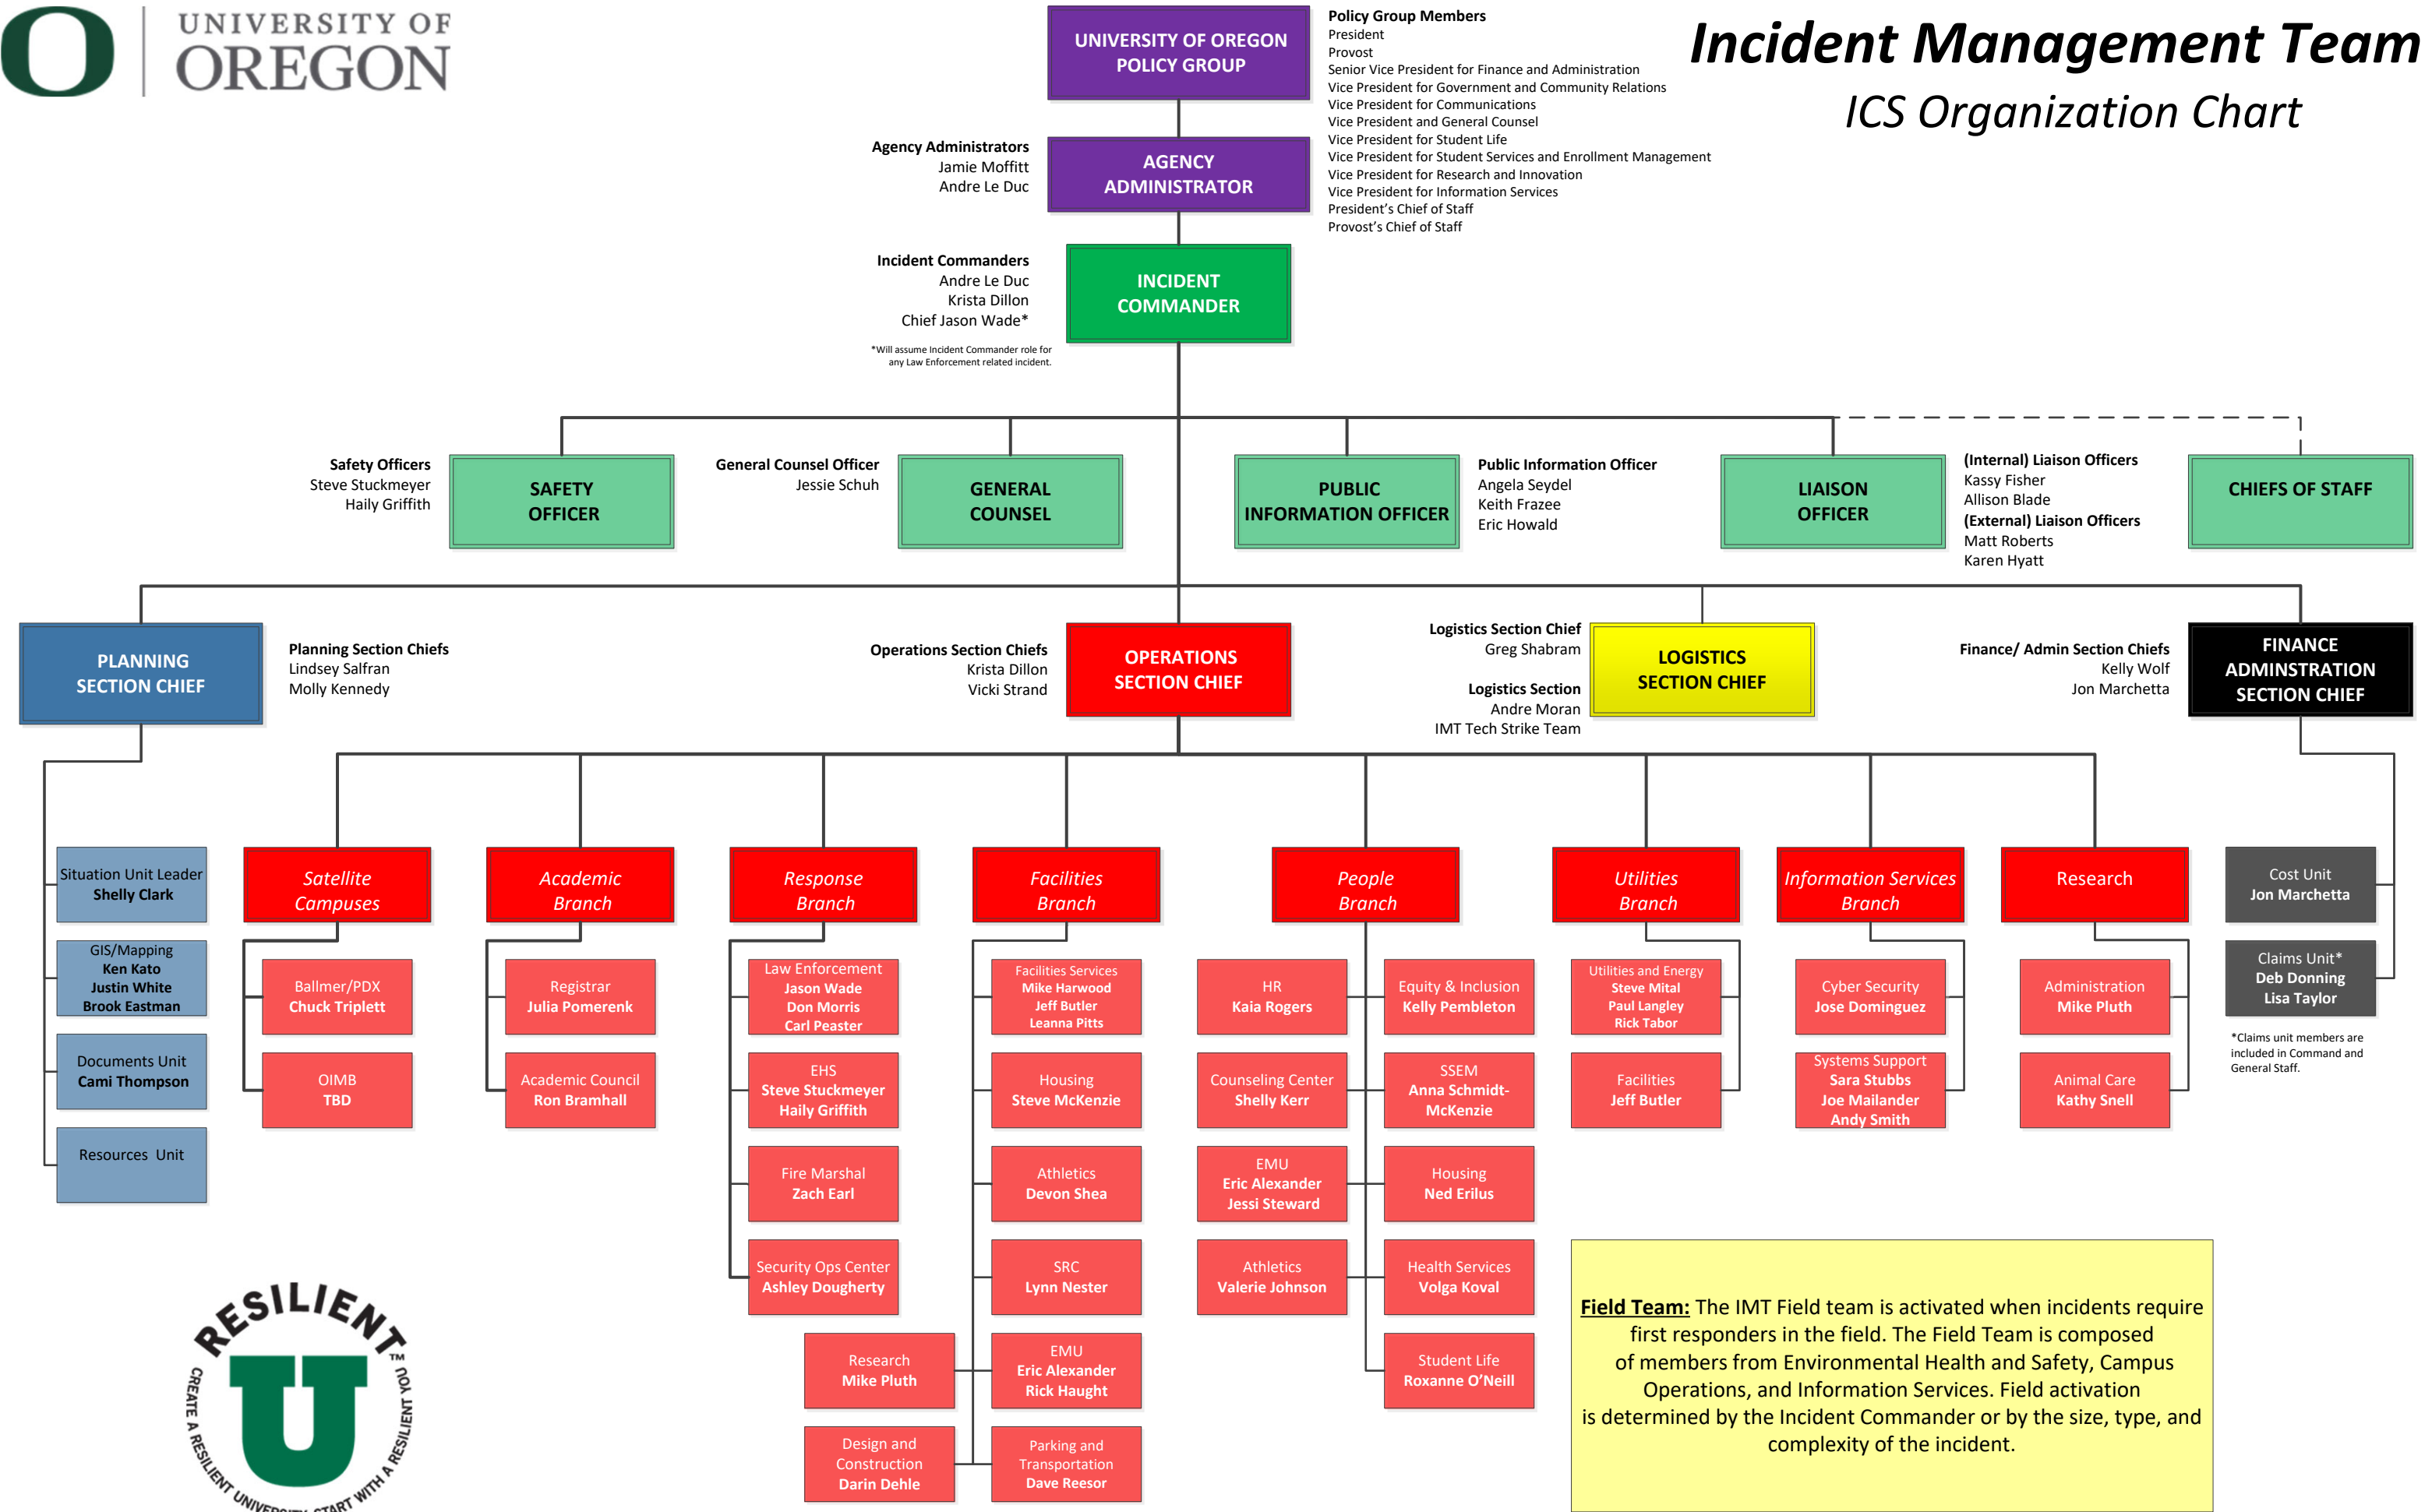 UNIVERSITY OF
OREGON
Incident Management Team
ICS Organization Chart
UNIVERSITY OF OREGON
POLICY GROUP
Policy Group Members
President
Provost
Senior Vice President for Finance and Administration
Vice President for Government and Community Relations
Vice President for Communications
Vice President and General Counsel
Vice President for Student Life
Vice President for Student Services and Enrollment Management
Vice President for Research and Innovation
Vice President for Information Services
President’s Chief of Staff
Provost’s Chief of Staff
Agency Administrators
Jamie Moffitt
Andre Le Duc
AGENCY
ADMINISTRATOR
Incident Commanders
Andre Le Duc
Krista Dillon
Chief Jason Wade*
*Will assume Incident Commander role for
any Law Enforcement related incident.
INCIDENT
COMMANDER
Safety Officers
Steve Stuckmeyer
Haily Griffith
SAFETY
OFFICER
General Counsel Officer
Jessie Schuh
GENERAL
COUNSEL
PUBLIC
INFORMATION OFFICER
Public Information Officer
Angela Seydel
Keith Frazee
Eric Howald
LIAISON
OFFICER
(Internal) Liaison Officers
Kassy Fisher
Allison Blade
(External) Liaison Officers
Matt Roberts
Karen Hyatt
CHIEFS OF STAFF
PLANNING
SECTION CHIEF
Planning Section Chiefs
Lindsey Salfran
Molly Kennedy
Operations Section Chiefs
Krista Dillon
Vicki Strand
OPERATIONS
SECTION CHIEF
Logistics Section Chief
Greg Shabram
Logistics Section
Andre Moran
IMT Tech Strike Team
LOGISTICS
SECTION CHIEF
Finance/ Admin Section Chiefs
Kelly Wolf
Jon Marchetta
FINANCE
ADMINSTRATION
SECTION CHIEF
Situation Unit Leader
Shelly Clark
GIS/Mapping
Ken Kato
Justin White
Brook Eastman
Documents Unit
Cami Thompson
Resources Unit
Satellite
Campuses
Ballmer/PDX
Chuck Triplett
OIMB
TBD
Academic
Branch
Registrar
Julia Pomerenk
Academic Council
Ron Bramhall
Response
Branch
Law Enforcement
Jason Wade
Don Morris
Carl Peaster
EHS
Steve Stuckmeyer
Haily Griffith
Fire Marshal
Zach Earl
Security Ops Center
Ashley Dougherty
Facilities
Branch
Facilities Services
Mike Harwood
Jeff Butler
Leanna Pitts
Housing
Steve McKenzie
Athletics
Devon Shea
SRC
Lynn Nester
Research
Mike Pluth
EMU
Eric Alexander
Rick Haught
Design and
Construction
Darin Dehle
Parking and
Transportation
Dave Reesor
People
Branch
HR
Kaia Rogers
Equity & Inclusion
Kelly Pembleton
Counseling Center
Shelly Kerr
SSEM
Anna Schmidt-
McKenzie
EMU
Eric Alexander
Jessi Steward
Housing
Ned Erilus
Athletics
Valerie Johnson
Health Services
Volga Koval
Student Life
Roxanne O’Neill
Utilities
Branch
Utilities and Energy
Steve Mital
Paul Langley
Rick Tabor
Facilities
Jeff Butler
Information Services
Branch
Cyber Security
Jose Dominguez
Systems Support
Sara Stubbs
Joe Mailander
Andy Smith
Research
Administration
Mike Pluth
Animal Care
Kathy Snell
Cost Unit
Jon Marchetta
Claims Unit*
Deb Donning
Lisa Taylor
*Claims unit members are
included in Command and
General Staff.
Field Team: The IMT Field team is activated when incidents require
first responders in the field. The Field Team is composed
of members from Environmental Health and Safety, Campus
Operations, and Information Services. Field activation
is determined by the Incident Commander or by the size, type, and
complexity of the incident.
RESILIENT
U
TM
CREATE A RESILIENT UNIVERSITY, START WITH A RESILIENT YOU